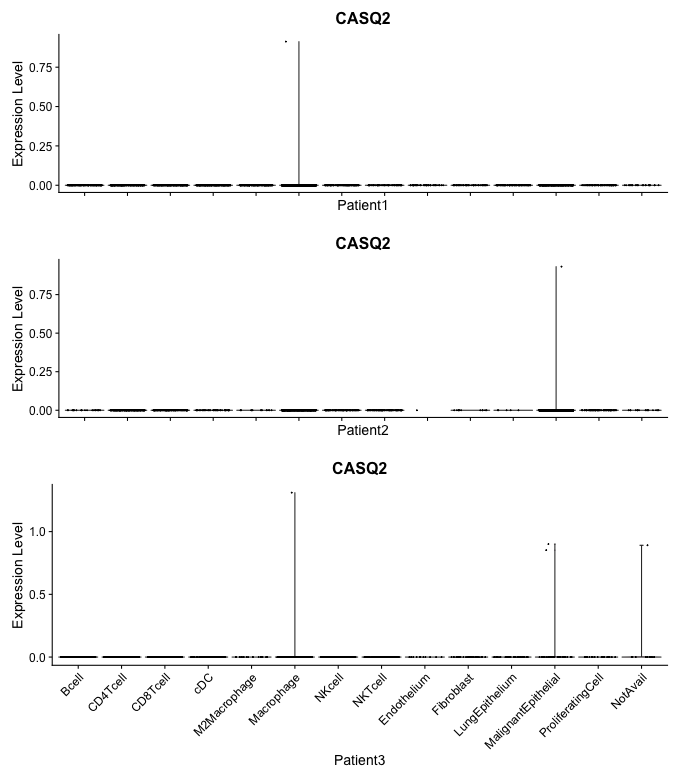 CASQ2
Expression Level
0.75
0.50
0.25
0.00
Patient1
CASQ2
Expression Level
0.75
0.50
0.25
0.00
Patient2
CASQ2
Expression Level
1.0
0.5
0.0
Bcell
CD4Tcell
CD8Tcell
cDC
M2Macrophage
Macrophage
NKcell
NKTcell
Endothelium
Fibroblast
LungEpithelium
MalignantEpithelial
ProliferatingCell
NotAvail
Patient3